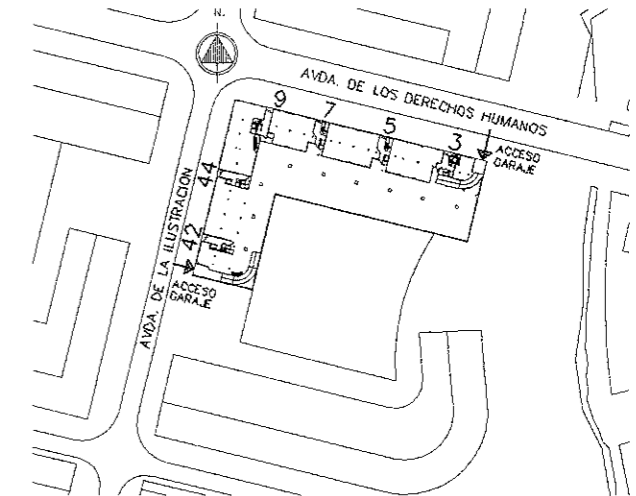 N.
AVDA. DE LOS DERECHOS HUMANOS
9
7
5
3
ACCESO
GARAJE
44
42
AVDA. DE LA ILUSTRACION
ACCESO
GARAJE